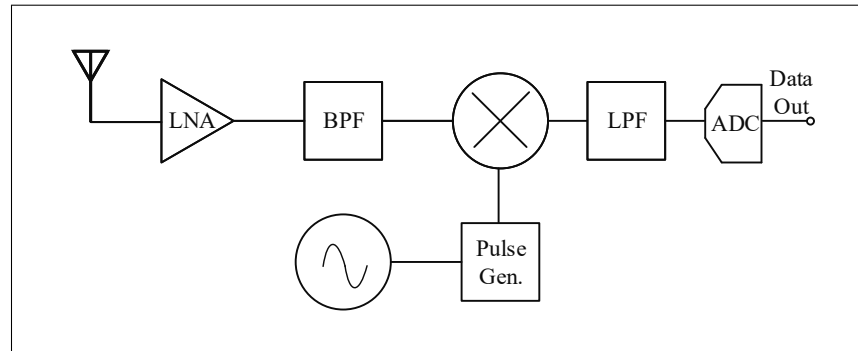 LNA
BPF
LPF
ADC
Data
Out
Pulse
Gen.